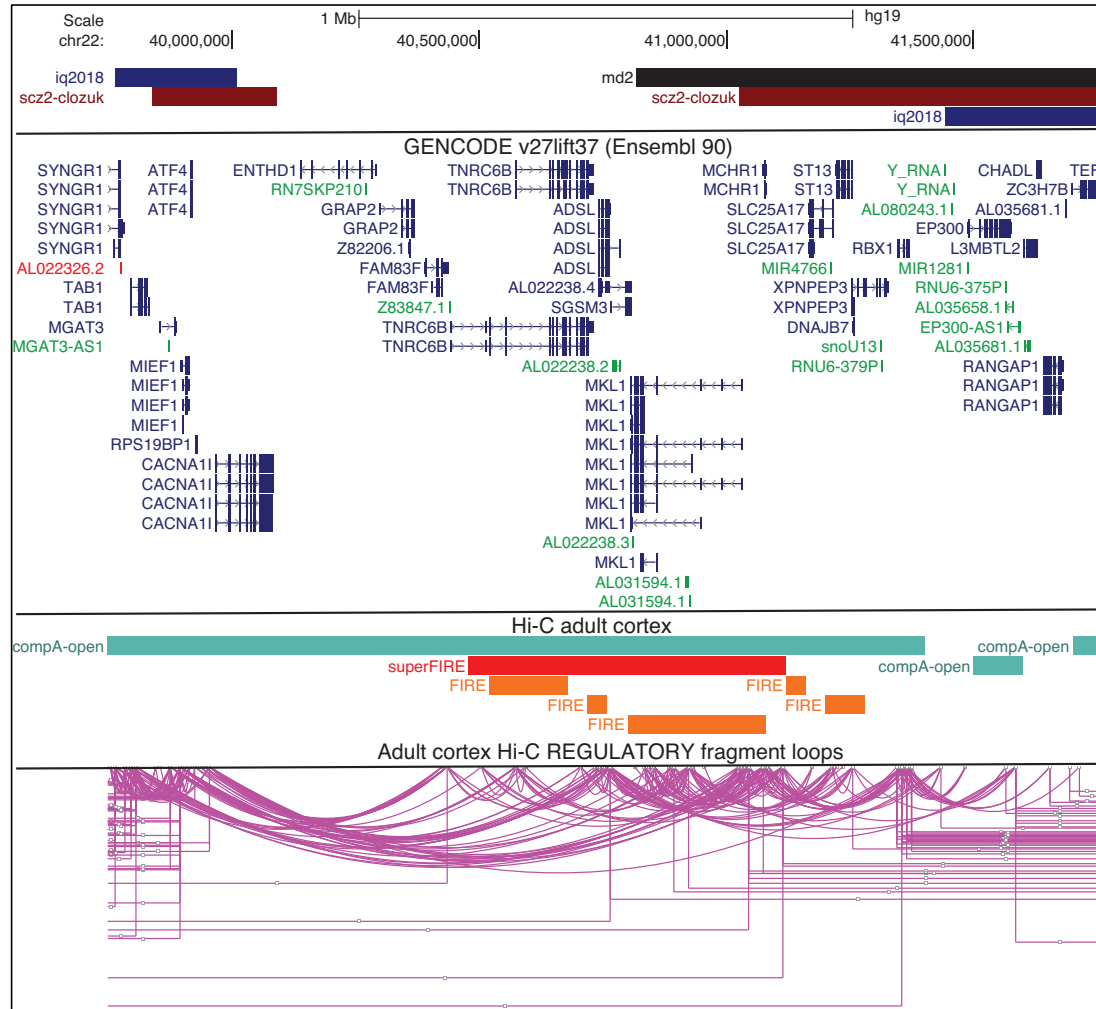 Scale 1 Mb hg19
chr22: 40,000,000 40,500,000 41,000,000 41,500,000
iq2018 md2
scz2-clozuk scz2-clozuk
iq2018
GENCODE v27lift37 (Ensembl 90)
SYNGR1 ATF4 ENTHD1 TNRC6B MCHR1 ST13 Y_RNA CHADL TEF
SYNGR1 ATF4 RN7SKP210 TNRC6B MCHR1 ST13 Y_RNA ZC3H7B
SYNGR1 ATF4 GRAP2 ADSL SLC25A17 AL080243.1 AL035681.1
SYNGR1 GRAP2 ADSL SLC25A17 EP300
SYNGR1 Z82206.1 ADSL SLC25A17 RBX1 L3MBTL2
AL022326.2 FAM83F ADSL MIR4766 MIR1281
TAB1 FAM83F AL022238.4 XPNPEP3 RNU6-375P
TAB1 Z83847.1 SGSM3 XPNPEP3 AL035658.1
MGAT3 TNRC6B DNAJB7 EP300-AS1
MGAT3-AS1 TNRC6B snoU13 AL035681.1
MIEF1 AL022238.2 RNU6-379P RANGAP1
MIEF1 MKL1 RANGAP1
MIEF1 MKL1 RANGAP1
MIEF1 MKL1
RPS19BP1 MKL1
CACNA1I MKL1
CACNA1I MKL1
CACNA1I MKL1
CACNA1I MKL1
AL022238.3
MKL1
AL031594.1
AL031594.1
Hi-C adult cortex
compA-open compA-open
superFIRE compA-open
FIRE FIRE
FIRE FIRE
FIRE
Adult cortex Hi-C REGULATORY fragment loops